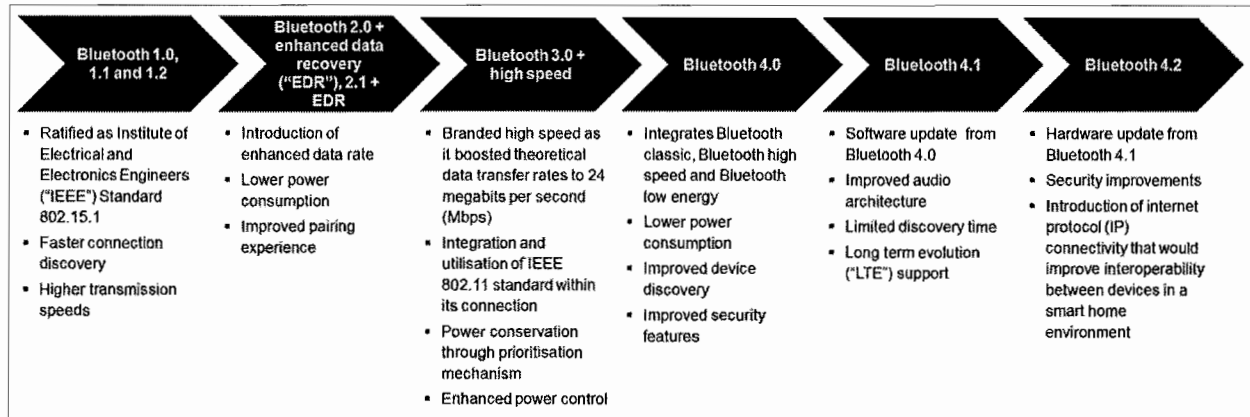 Bluetooth 1.0,
1.1 and 1.2
Bluetooth 2.0 +
enhanced data
recovery
("EDR"), 2.1 +
EDR
Bluetooth 3.0 +
high speed
Bluetooth 4.0
Bluetooth 4.1
Bluetooth 4.2
▪ Ratified as Institute of
Electrical and
Electronics Engineers
("IEEE") Standard
802.15.1
▪ Faster connection
discovery
▪ Higher transmission
speeds
▪ Introduction of
enhanced data rate
▪ Lower power
consumption
▪ Improved pairing
experience
▪ Branded high speed as
it boosted theoretical
data transfer rates to 24
megabits per second
(Mbps)
▪ Integration and
utilisation of IEEE
802.11 standard within
its connection
▪ Power conservation
through prioritisation
mechanism
▪ Enhanced power control
▪ Integrates Bluetooth
classic, Bluetooth high
speed and Bluetooth
low energy
▪ Lower power
consumption
▪ Improved device
discovery
▪ Improved security
features
▪ Software update from
Bluetooth 4.0
▪ Improved audio
architecture
▪ Limited discovery time
▪ Long term evolution
("LTE") support
▪ Hardware update from
Bluetooth 4.1
▪ Security improvements
▪ Introduction of internet
protocol (IP)
connectivity that would
improve interoperability
between devices in a
smart home
environment